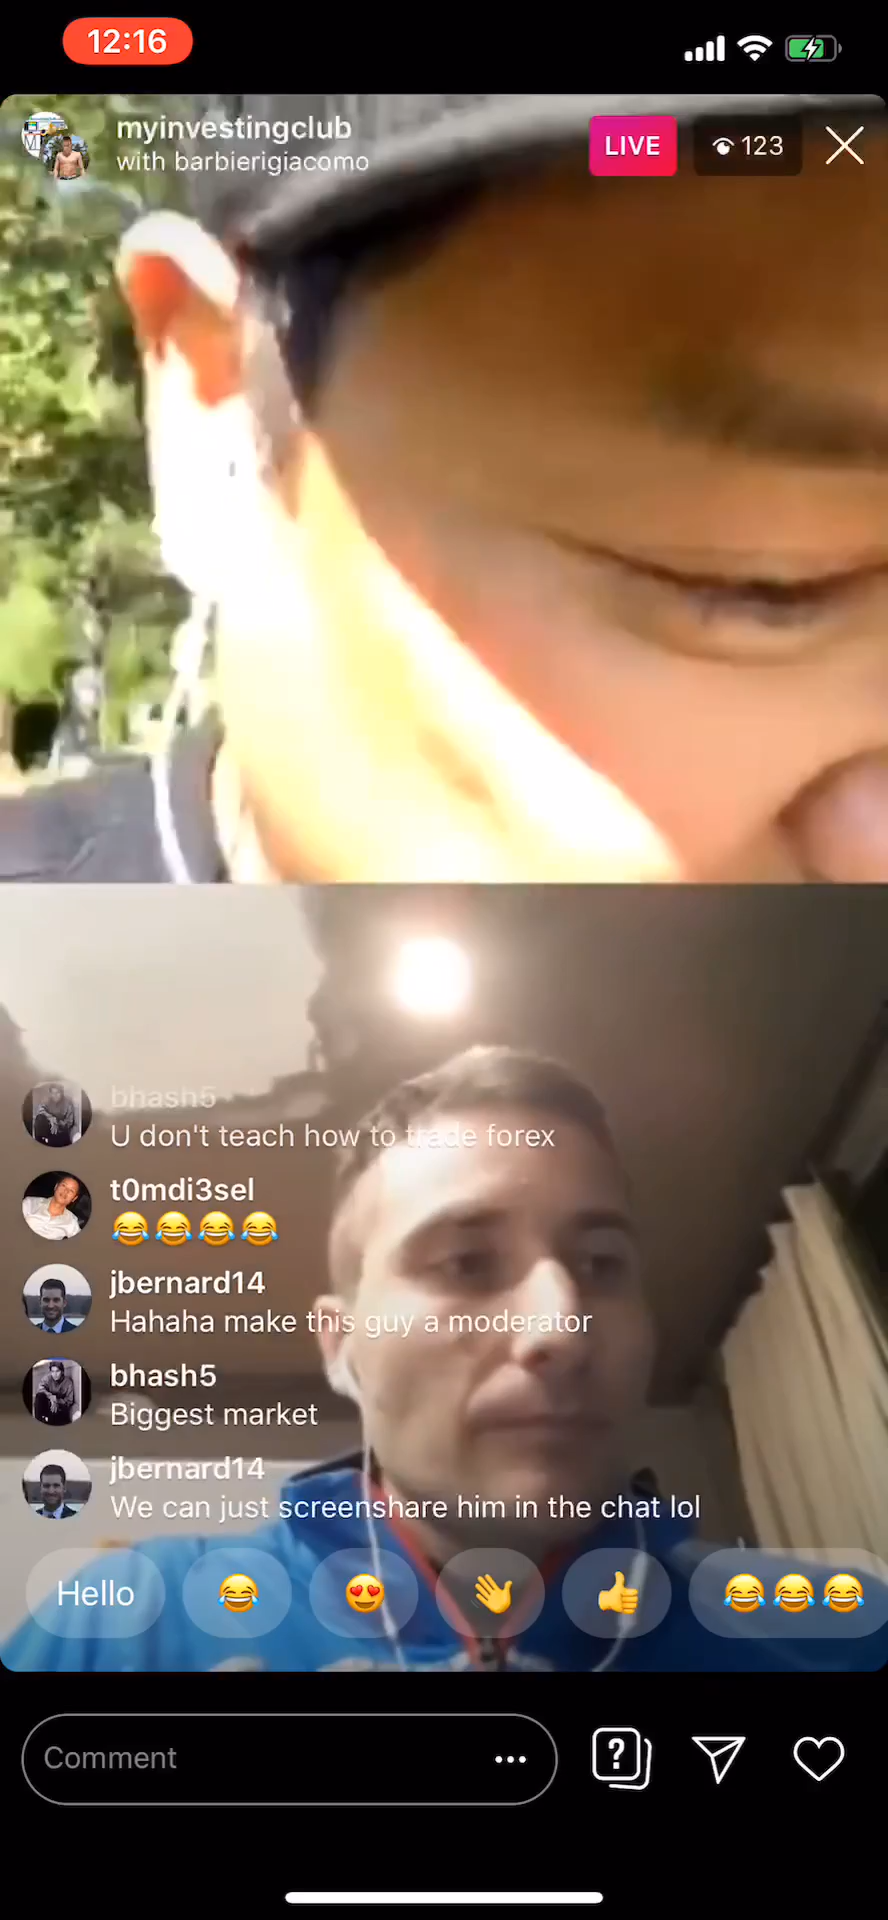 12:16
myinvestingclub
with barbierigiacomo
LIVE
123
bhash5
U don't teach how to trade forex
t0mdi3sel
😂😂😂😂
jbernard14
Hahaha make this guy a moderator
bhash5
Biggest market
jbernard14
We can just screenshare him in the chat lol
Hello 😂 😍 👋 👍 😂😂😂
Comment
?